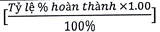 [Tỷ lệ % hoàn thành×1.00
100%]